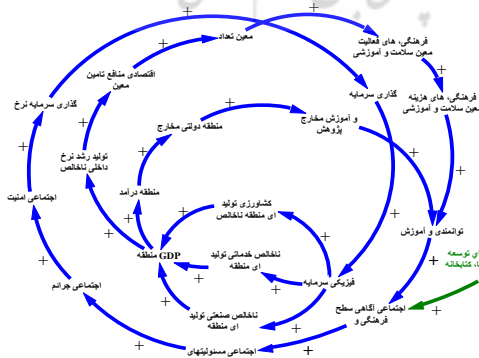 معین تعداد
فرهنگی، های فعالیت
معین سلامت و آموزشی
اقتصادی منافع تامین
معین
گذاری سرمایه
گذاری سرمایه نرخ
فرهنگی، های هزینه
معین سلامت و آموزشی
منطقه دولتی مخارج
و آموزش مخارج
پژوهش
تولید رشد نرخ
داخلی ناخالص
اجتماعی امنیت
منطقه درآمد
کشاورزی تولید
ای منطقه ناخالص
توانمندی و آموزش
منطقه GDP
ناخالص خدماتی تولید
ای منطقه
ي توسعه
، کتابخانه
اجتماعی جرائم
فیزیکی سرمایه
ناخالص صنعتی تولید
ای منطقه
اجتماعی آگاهی سطح
فرهنگی و
اجتماعی مسئولیتهای